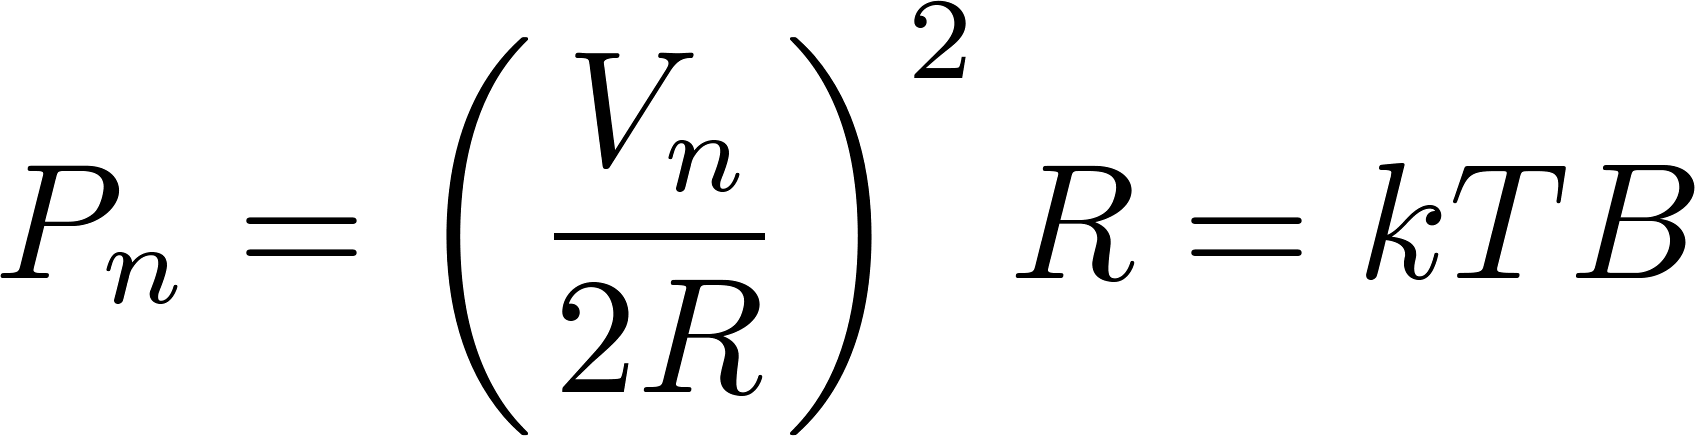 $P_n = \left(\frac{V_n}{2R}\right)^2 R = kTB$